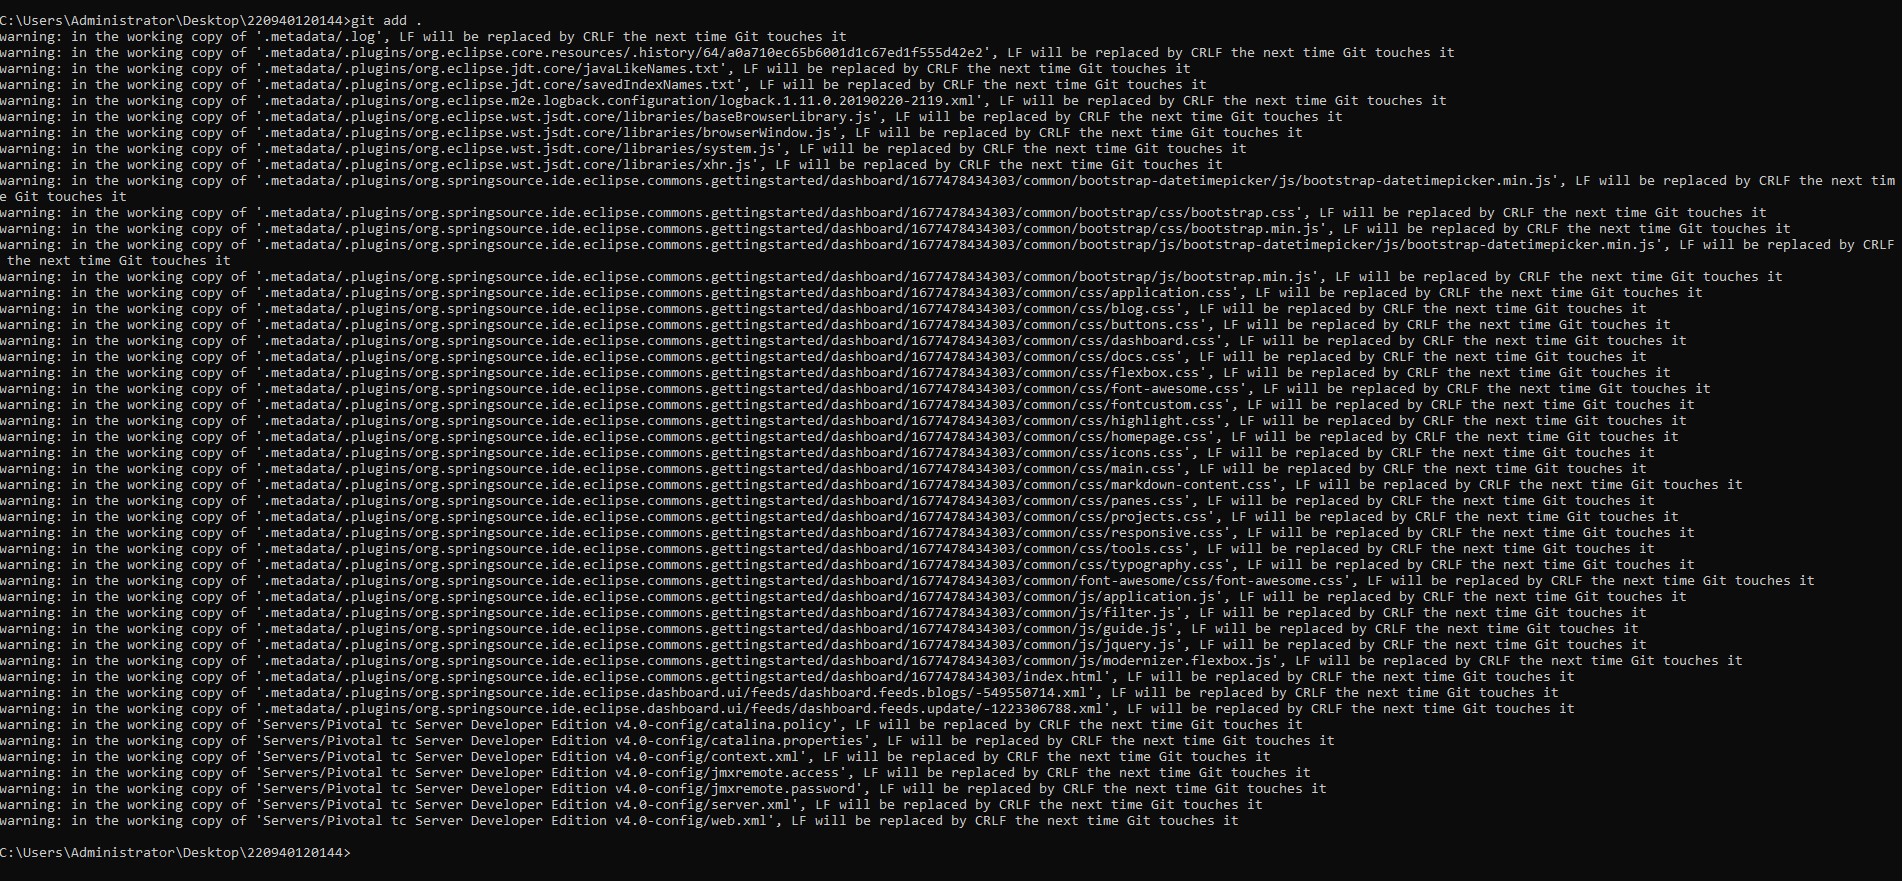 C:\Users\Administrator\Desktop\220940120144>git add .
warning: in the working copy of '.metadata/.log', LF will be replaced by CRLF the next time Git touches it
warning: in the working copy of '.metadata/.plugins/org.eclipse.core.resources/.history/64/a0a710ec65b6001d1c67ed1f555d42e2', LF will be replaced by CRLF the next time Git touches it
warning: in the working copy of '.metadata/.plugins/org.eclipse.jdt.core/javaLikeNames.txt', LF will be replaced by CRLF the next time Git touches it
warning: in the working copy of '.metadata/.plugins/org.eclipse.jdt.core/savedIndexNames.txt', LF will be replaced by CRLF the next time Git touches it
warning: in the working copy of '.metadata/.plugins/org.eclipse.m2e.logback.configuration/logback.1.11.0.20190220-2119.xml', LF will be replaced by CRLF the next time Git touches it
warning: in the working copy of '.metadata/.plugins/org.eclipse.wst.jsdt.core/libraries/baseBrowserLibrary.js', LF will be replaced by CRLF the next time Git touches it
warning: in the working copy of '.metadata/.plugins/org.eclipse.wst.jsdt.core/libraries/browserWindow.js', LF will be replaced by CRLF the next time Git touches it
warning: in the working copy of '.metadata/.plugins/org.eclipse.wst.jsdt.core/libraries/system.js', LF will be replaced by CRLF the next time Git touches it
warning: in the working copy of '.metadata/.plugins/org.eclipse.wst.jsdt.core/libraries/xhr.js', LF will be replaced by CRLF the next time Git touches it
warning: in the working copy of '.metadata/.plugins/org.springsource.ide.eclipse.commons.gettingstarted/dashboard/1677478434303/common/bootstrap-datetimepicker/js/bootstrap-datetimepicker.min.js', LF will be replaced by CRLF the next tim
e Git touches it
warning: in the working copy of '.metadata/.plugins/org.springsource.ide.eclipse.commons.gettingstarted/dashboard/1677478434303/common/bootstrap/css/bootstrap.css', LF will be replaced by CRLF the next time Git touches it
warning: in the working copy of '.metadata/.plugins/org.springsource.ide.eclipse.commons.gettingstarted/dashboard/1677478434303/common/bootstrap/css/bootstrap.min.js', LF will be replaced by CRLF the next time Git touches it
warning: in the working copy of '.metadata/.plugins/org.springsource.ide.eclipse.commons.gettingstarted/dashboard/1677478434303/common/bootstrap/js/bootstrap-datetimepicker/js/bootstrap-datetimepicker.min.js', LF will be replaced by CRLF
 the next time Git touches it
warning: in the working copy of '.metadata/.plugins/org.springsource.ide.eclipse.commons.gettingstarted/dashboard/1677478434303/common/bootstrap/js/bootstrap.min.js', LF will be replaced by CRLF the next time Git touches it
warning: in the working copy of '.metadata/.plugins/org.springsource.ide.eclipse.commons.gettingstarted/dashboard/1677478434303/common/css/application.css', LF will be replaced by CRLF the next time Git touches it
warning: in the working copy of '.metadata/.plugins/org.springsource.ide.eclipse.commons.gettingstarted/dashboard/1677478434303/common/css/blog.css', LF will be replaced by CRLF the next time Git touches it
warning: in the working copy of '.metadata/.plugins/org.springsource.ide.eclipse.commons.gettingstarted/dashboard/1677478434303/common/css/buttons.css', LF will be replaced by CRLF the next time Git touches it
warning: in the working copy of '.metadata/.plugins/org.springsource.ide.eclipse.commons.gettingstarted/dashboard/1677478434303/common/css/dashboard.css', LF will be replaced by CRLF the next time Git touches it
warning: in the working copy of '.metadata/.plugins/org.springsource.ide.eclipse.commons.gettingstarted/dashboard/1677478434303/common/css/docs.css', LF will be replaced by CRLF the next time Git touches it
warning: in the working copy of '.metadata/.plugins/org.springsource.ide.eclipse.commons.gettingstarted/dashboard/1677478434303/common/css/flexbox.css', LF will be replaced by CRLF the next time Git touches it
warning: in the working copy of '.metadata/.plugins/org.springsource.ide.eclipse.commons.gettingstarted/dashboard/1677478434303/common/css/font-awesome.css', LF will be replaced by CRLF the next time Git touches it
warning: in the working copy of '.metadata/.plugins/org.springsource.ide.eclipse.commons.gettingstarted/dashboard/1677478434303/common/css/fontcustom.css', LF will be replaced by CRLF the next time Git touches it
warning: in the working copy of '.metadata/.plugins/org.springsource.ide.eclipse.commons.gettingstarted/dashboard/1677478434303/common/css/highlight.css', LF will be replaced by CRLF the next time Git touches it
warning: in the working copy of '.metadata/.plugins/org.springsource.ide.eclipse.commons.gettingstarted/dashboard/1677478434303/common/css/homepage.css', LF will be replaced by CRLF the next time Git touches it
warning: in the working copy of '.metadata/.plugins/org.springsource.ide.eclipse.commons.gettingstarted/dashboard/1677478434303/common/css/icons.css', LF will be replaced by CRLF the next time Git touches it
warning: in the working copy of '.metadata/.plugins/org.springsource.ide.eclipse.commons.gettingstarted/dashboard/1677478434303/common/css/main.css', LF will be replaced by CRLF the next time Git touches it
warning: in the working copy of '.metadata/.plugins/org.springsource.ide.eclipse.commons.gettingstarted/dashboard/1677478434303/common/css/markdown-content.css', LF will be replaced by CRLF the next time Git touches it
warning: in the working copy of '.metadata/.plugins/org.springsource.ide.eclipse.commons.gettingstarted/dashboard/1677478434303/common/css/panes.css', LF will be replaced by CRLF the next time Git touches it
warning: in the working copy of '.metadata/.plugins/org.springsource.ide.eclipse.commons.gettingstarted/dashboard/1677478434303/common/css/projects.css', LF will be replaced by CRLF the next time Git touches it
warning: in the working copy of '.metadata/.plugins/org.springsource.ide.eclipse.commons.gettingstarted/dashboard/1677478434303/common/css/responsive.css', LF will be replaced by CRLF the next time Git touches it
warning: in the working copy of '.metadata/.plugins/org.springsource.ide.eclipse.commons.gettingstarted/dashboard/1677478434303/common/css/tools.css', LF will be replaced by CRLF the next time Git touches it
warning: in the working copy of '.metadata/.plugins/org.springsource.ide.eclipse.commons.gettingstarted/dashboard/1677478434303/common/css/typography.css', LF will be replaced by CRLF the next time Git touches it
warning: in the working copy of '.metadata/.plugins/org.springsource.ide.eclipse.commons.gettingstarted/dashboard/1677478434303/common/font-awesome/css/font-awesome.css', LF will be replaced by CRLF the next time Git touches it
warning: in the working copy of '.metadata/.plugins/org.springsource.ide.eclipse.commons.gettingstarted/dashboard/1677478434303/common/js/application.js', LF will be replaced by CRLF the next time Git touches it
warning: in the working copy of '.metadata/.plugins/org.springsource.ide.eclipse.commons.gettingstarted/dashboard/1677478434303/common/js/filter.js', LF will be replaced by CRLF the next time Git touches it
warning: in the working copy of '.metadata/.plugins/org.springsource.ide.eclipse.commons.gettingstarted/dashboard/1677478434303/common/js/guide.js', LF will be replaced by CRLF the next time Git touches it
warning: in the working copy of '.metadata/.plugins/org.springsource.ide.eclipse.commons.gettingstarted/dashboard/1677478434303/common/js/jquery.js', LF will be replaced by CRLF the next time Git touches it
warning: in the working copy of '.metadata/.plugins/org.springsource.ide.eclipse.commons.gettingstarted/dashboard/1677478434303/common/js/modernizer.flexbox.js', LF will be replaced by CRLF the next time Git touches it
warning: in the working copy of '.metadata/.plugins/org.springsource.ide.eclipse.commons.gettingstarted/dashboard/1677478434303/index.html', LF will be replaced by CRLF the next time Git touches it
warning: in the working copy of '.metadata/.plugins/org.springsource.ide.eclipse.dashboard.ui/feeds/dashboard.feeds.blogs/-549550714.xml', LF will be replaced by CRLF the next time Git touches it
warning: in the working copy of '.metadata/.plugins/org.springsource.ide.eclipse.dashboard.ui/feeds/dashboard.feeds.update/-1223306788.xml', LF will be replaced by CRLF the next time Git touches it
warning: in the working copy of 'Servers/Pivotal tc Server Developer Edition v4.0-config/catalina.policy', LF will be replaced by CRLF the next time Git touches it
warning: in the working copy of 'Servers/Pivotal tc Server Developer Edition v4.0-config/catalina.properties', LF will be replaced by CRLF the next time Git touches it
warning: in the working copy of 'Servers/Pivotal tc Server Developer Edition v4.0-config/context.xml', LF will be replaced by CRLF the next time Git touches it
warning: in the working copy of 'Servers/Pivotal tc Server Developer Edition v4.0-config/jmxremote.access', LF will be replaced by CRLF the next time Git touches it
warning: in the working copy of 'Servers/Pivotal tc Server Developer Edition v4.0-config/jmxremote.password', LF will be replaced by CRLF the next time Git touches it
warning: in the working copy of 'Servers/Pivotal tc Server Developer Edition v4.0-config/server.xml', LF will be replaced by CRLF the next time Git touches it
warning: in the working copy of 'Servers/Pivotal tc Server Developer Edition v4.0-config/web.xml', LF will be replaced by CRLF the next time Git touches it
C:\Users\Administrator\Desktop\220940120144>